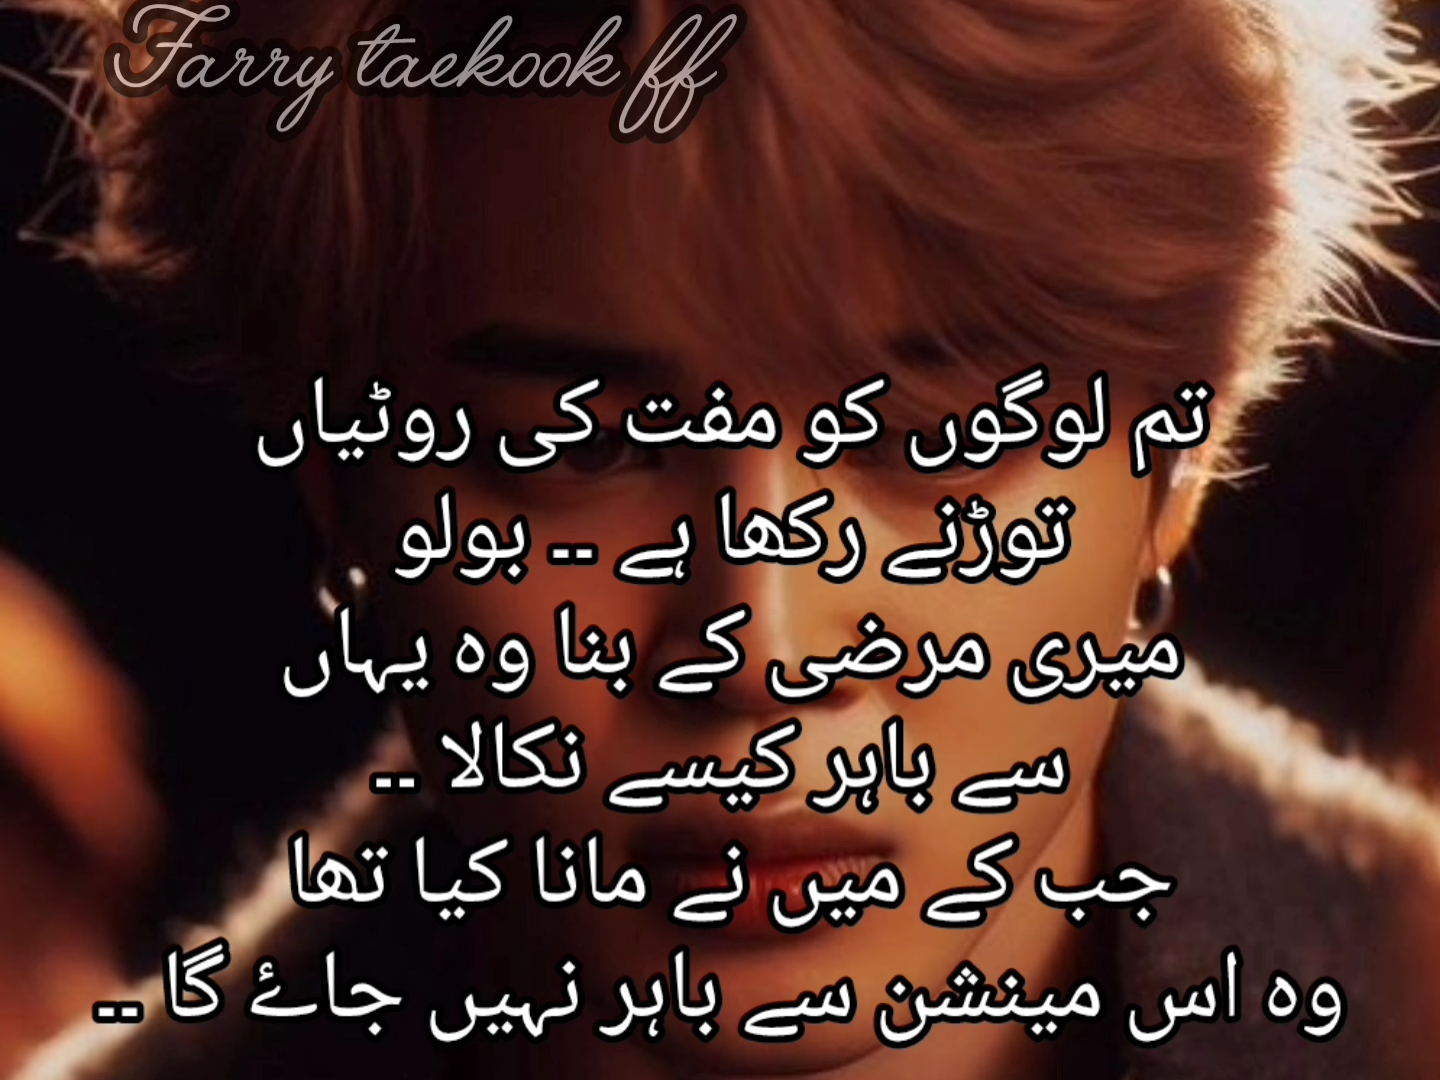 Farry taekook ff
تم لوگوں کو مفت کی روٹیاں
توڑنے رکھا ہے -- بولو
میری مرضی کے بنا وہ یہاں
سے باہر کیسے نکالا --
جب کے میں نے مانا کیا تھا
وہ اس مینشن سے باہر نہیں جاۓ گا --